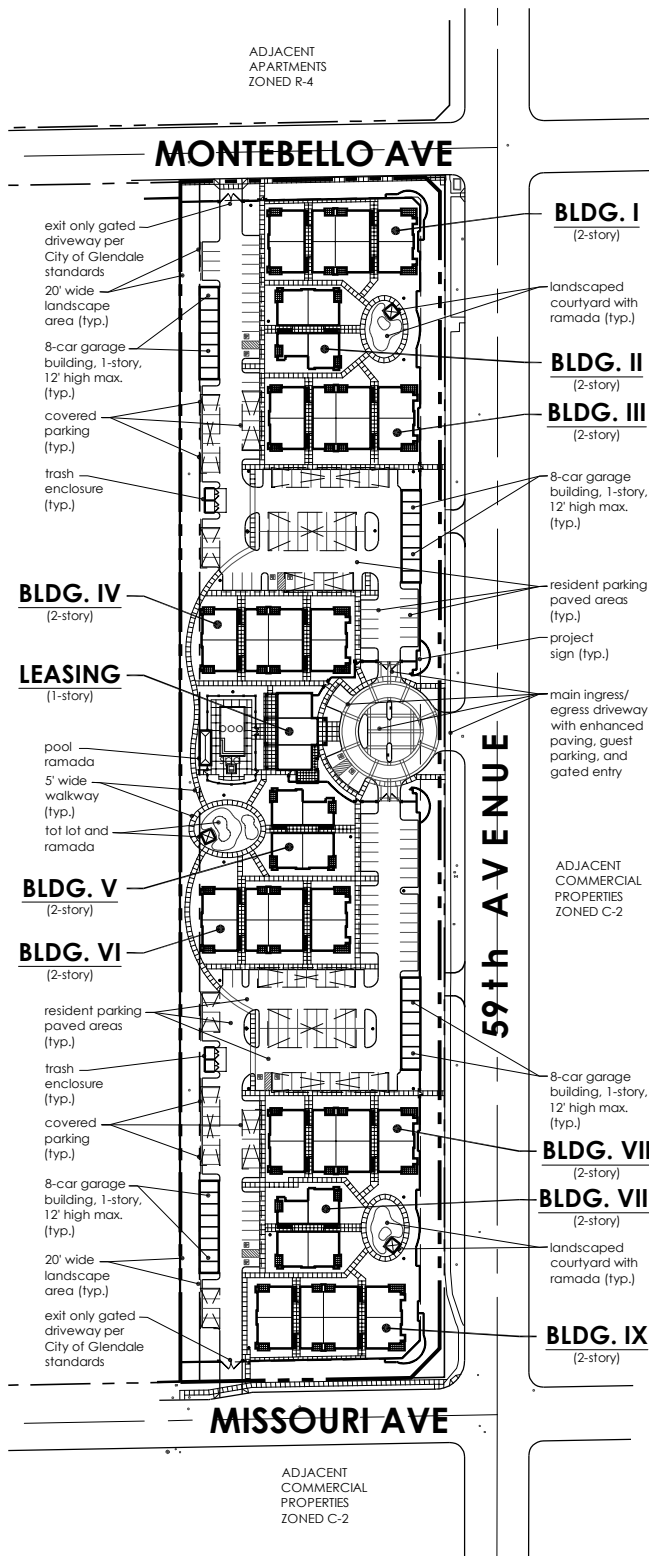 ADJACENT
APARTMENTS
ZONED R-4
MONTEBELLO AVE
exit only gated
driveway per
City of Glendale
standards
20' wide
landscape
area (typ.)
8-car garage
building, 1-story,
12' high max.
(typ.)
covered
parking
(typ.)
trash
enclosure
(typ.)
BLDG. IV
(2-story)
LEASING
(1-story)
pool
ramada
5' wide
walkway
(typ.)
tot lot and
ramada
BLDG. V
(2-story)
BLDG. VI
(2-story)
resident parking
paved areas
(typ.)
trash
enclosure
(typ.)
covered
parking
(typ.)
8-car garage
building, 1-story,
12' high max.
(typ.)
20' wide
landscape
area (typ.)
exit only gated
driveway per
City of Glendale
standards
BLDG. I
(2-story)
landscaped
courtyard with
ramada (typ.)
BLDG. II
(2-story)
BLDG. III
(2-story)
8-car garage
building, 1-story,
12' high max.
(typ.)
resident parking
paved areas
(typ.)
project
sign (typ.)
main ingress/
egress driveway
with enhanced
paving, guest
parking, and
gated entry
59th AVENUE
ADJACENT
COMMERCIAL
PROPERTIES
ZONED C-2
8-car garage
building, 1-story,
12' high max.
(typ.)
BLDG. VII
(2-story)
BLDG. VII
(2-story)
landscaped
courtyard with
ramada (typ.)
BLDG. IX
(2-story)
MISSOURI AVE
ADJACENT
COMMERCIAL
PROPERTIES
ZONED C-2